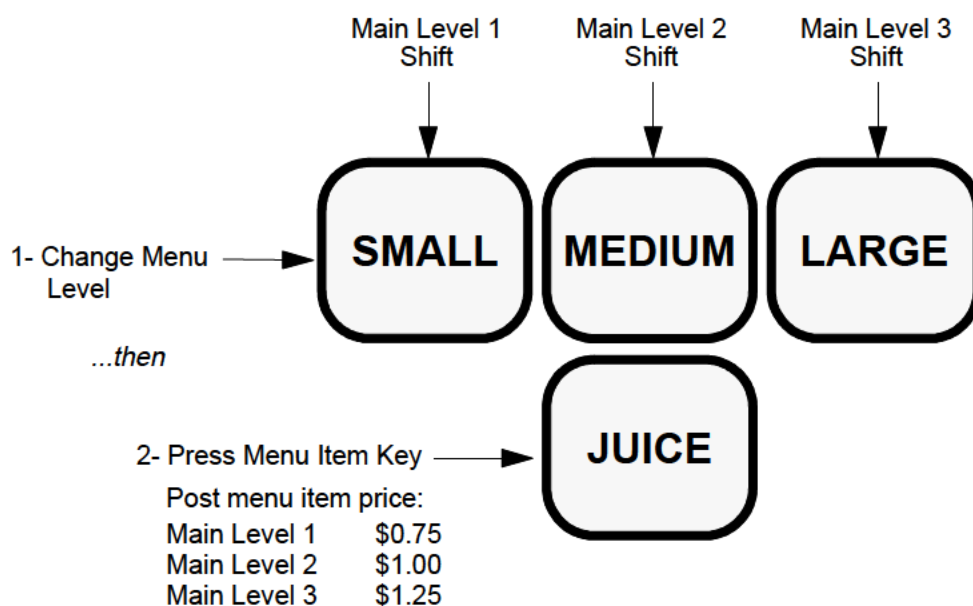 Main Level 1
Shift
Main Level 2
Shift
Main Level 3
Shift
1- Change Menu
Level
SMALL
MEDIUM
LARGE
...then
2- Press Menu Item Key
JUICE
Post menu item price:
Main Level 1 $0.75
Main Level 2 $1.00
Main Level 3 $1.25